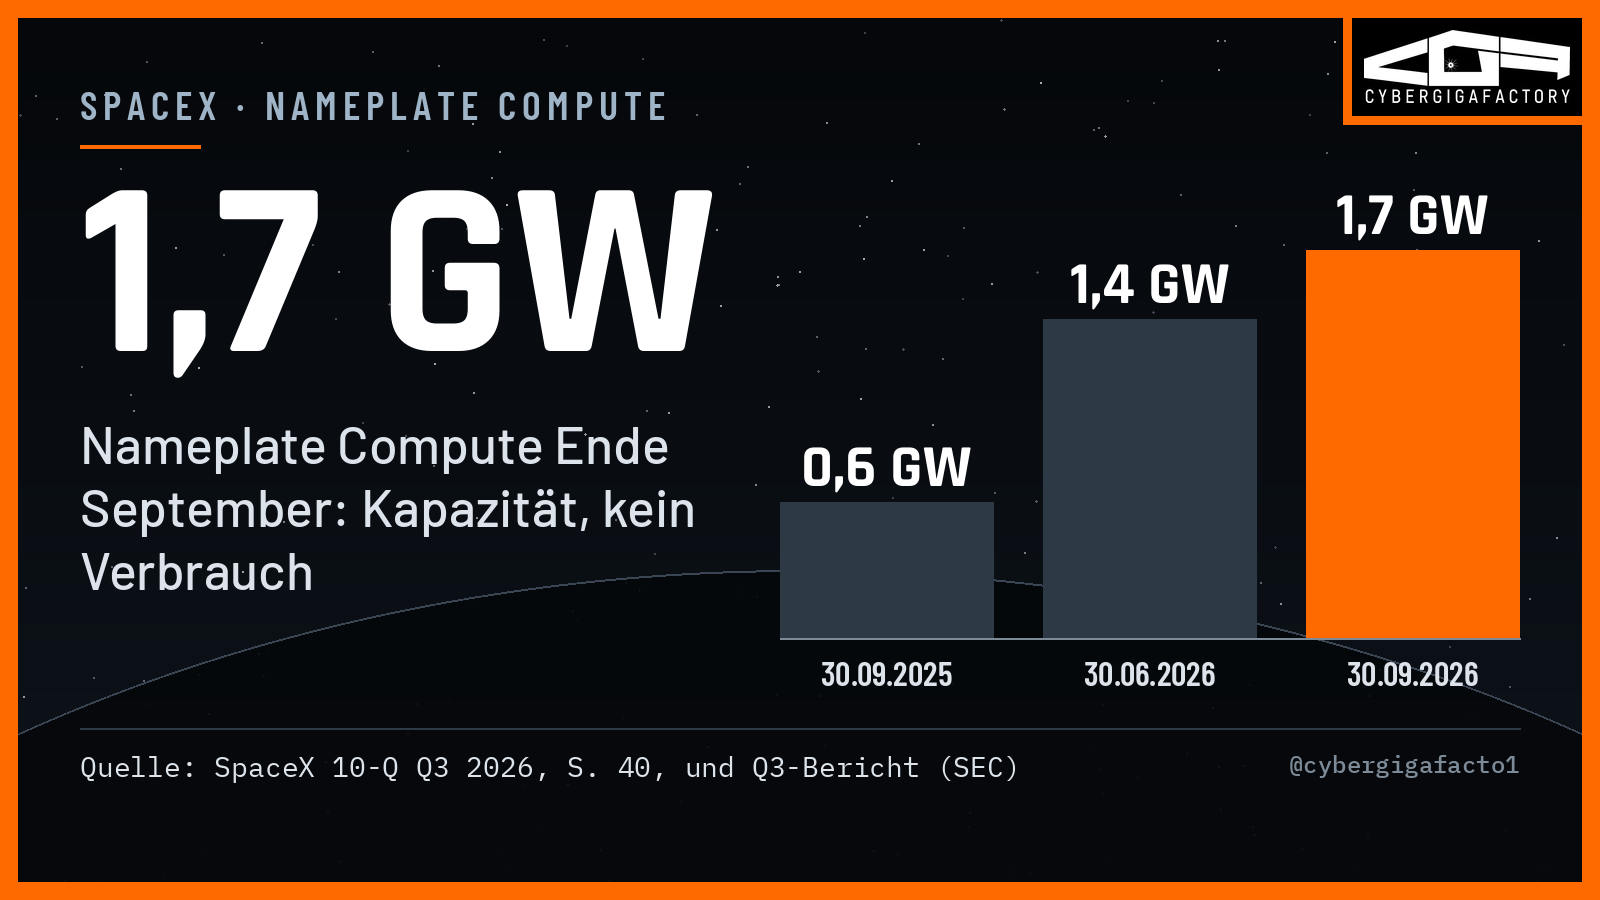 SPACEX · NAMEPLATE COMPUTE
CYBERGIGAFACTORY
1,7 GW
Nameplate Compute Ende
September: Kapazität, kein
Verbrauch
0,6 GW
1,4 GW
1,7 GW
30.09.2025
30.06.2026
30.09.2026
Quelle: SpaceX 10-Q Q3 2026, S. 40, und Q3-Bericht (SEC)
@cybergigafacto1